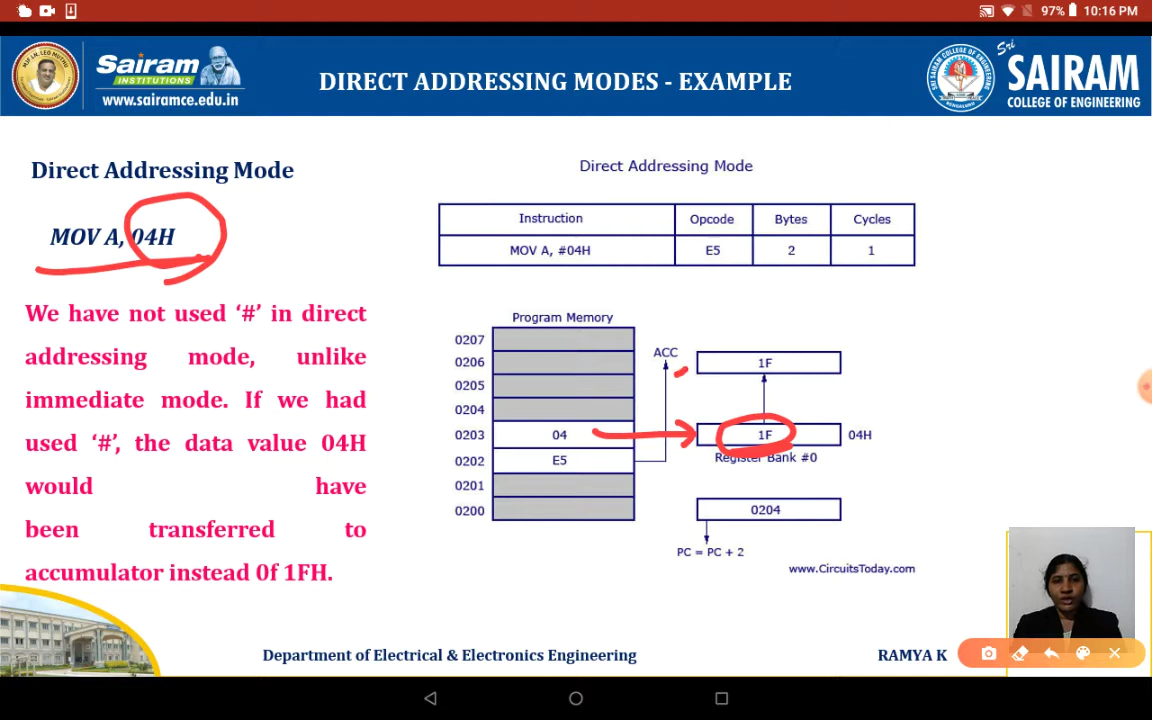 97% 10:16 PM
Sairam
INSTITUTIONS
www.sairamce.edu.in
DIRECT ADDRESSING MODES - EXAMPLE
Sri
SAIRAM
COLLEGE OF ENGINEERING
Direct Addressing Mode
MOV A, 04H
We have not used ‘#’ in direct
addressing mode, unlike
immediate mode. If we had
used ‘#’, the data value 04H
would have
been transferred to
accumulator instead 0f 1FH.
Direct Addressing Mode
Instruction Opcode Bytes Cycles
MOV A, #04H E5 2 1
Program Memory
0207
0206
0205
0204
0203 04
0202 E5
0201
0200
ACC
1F
1F 04H
Register Bank #0
0204
PC = PC + 2
www.CircuitsToday.com
Department of Electrical & Electronics Engineering
RAMYA K